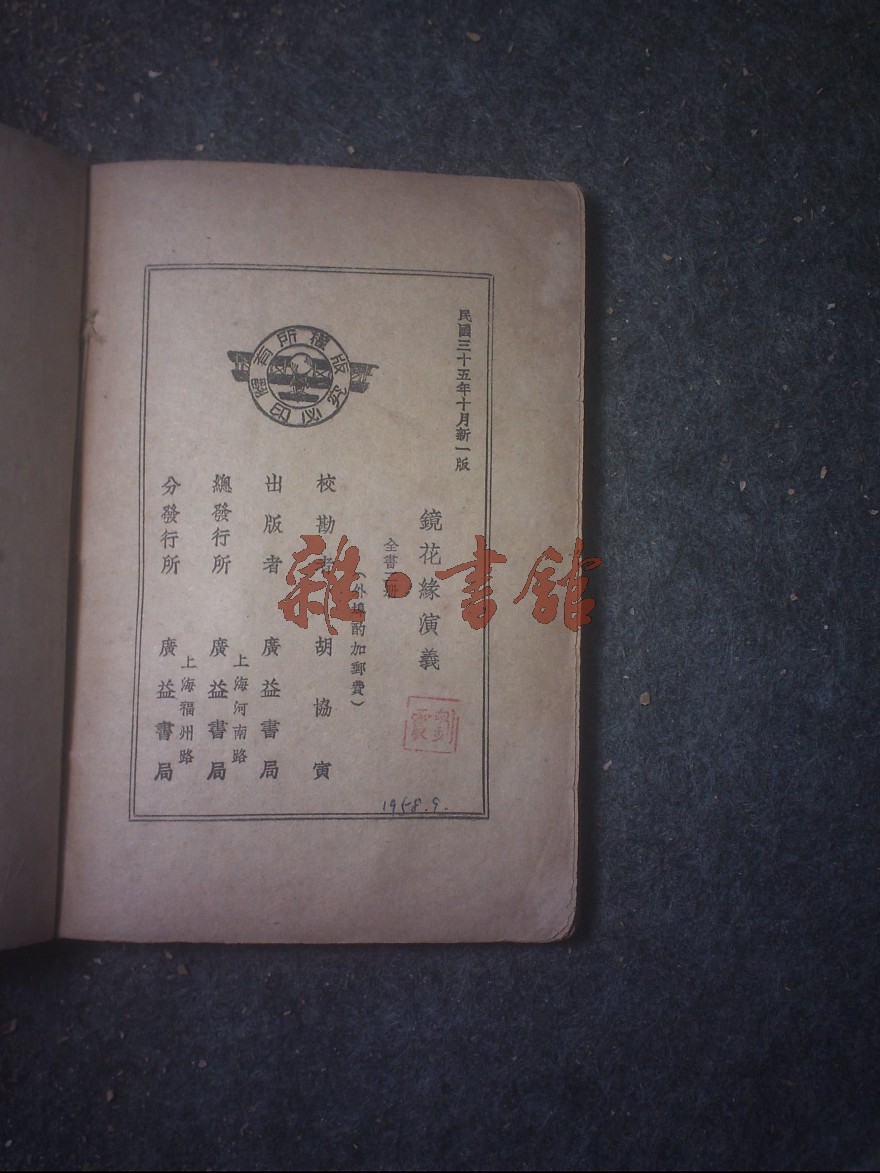 民國三十五年十月新一版
鏡花緣演義
全書 冊
(外埠酌加郵費)
校勘者 胡協寅
出版者 廣益書局
上海河南路
總發行所 廣益書局
上海福州路
分發行所 廣益書局
版權所有
翻印必究
1958.9.
雜·書館